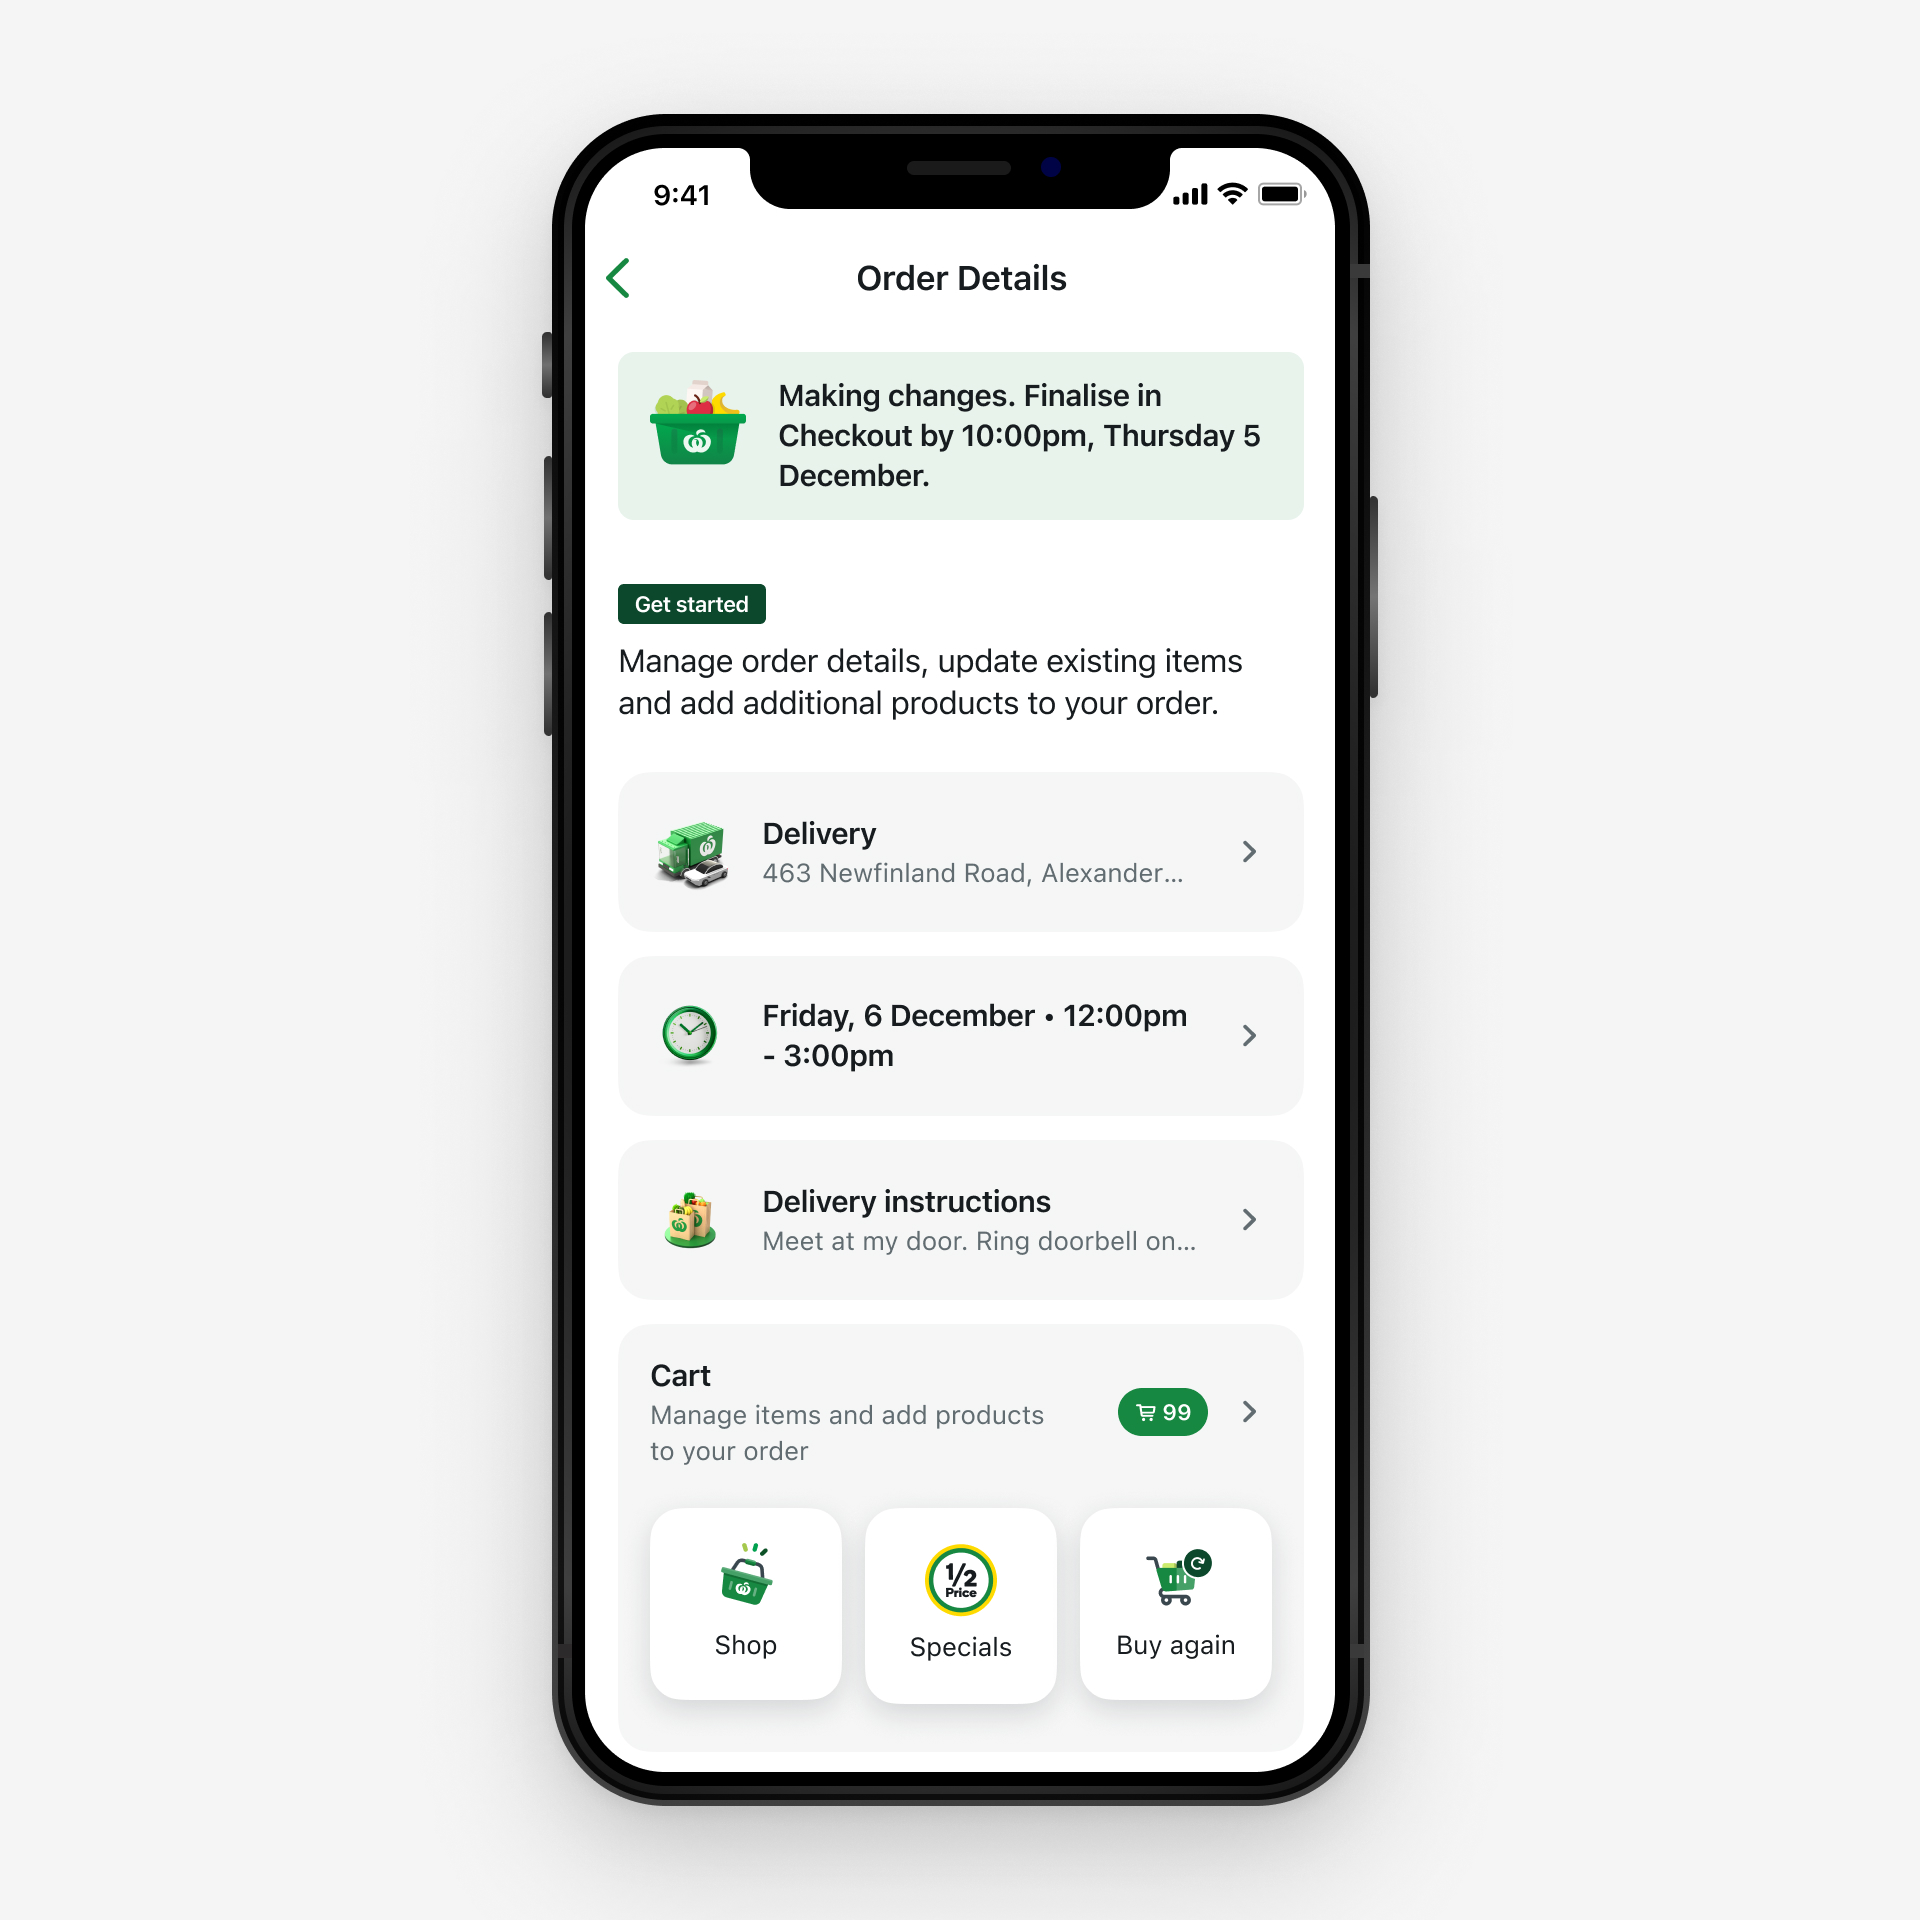 9:41
Order Details
Making changes. Finalise in
Checkout by 10:00pm, Thursday 5
December.
Get started
Manage order details, update existing items
and add additional products to your order.
Delivery
463 Newfinland Road, Alexander...
Friday, 6 December • 12:00pm
- 3:00pm
Delivery instructions
Meet at my door. Ring doorbell on...
Cart
Manage items and add products
to your order
99
1/2
Price
Shop
Specials
Buy again